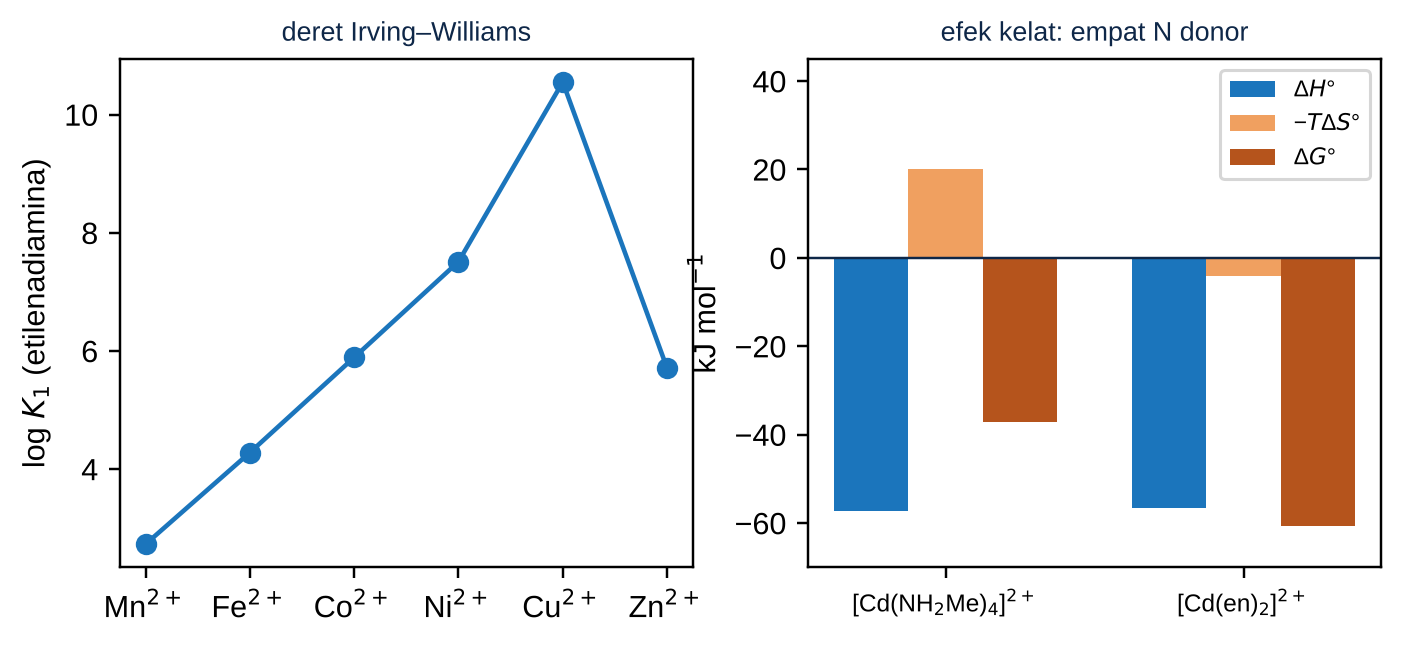 deret Irving–Williams
log K₁ (etilenadiamina)
10
8
6
4
Mn²⁺ Fe²⁺ Co²⁺ Ni²⁺ Cu²⁺ Zn²⁺
efek kelat: empat N donor
kJ mol⁻¹
40
20
0
−20
−40
−60
ΔH°
−TΔS°
ΔG°
[Cd(NH₂Me)₄]²⁺ [Cd(en)₂]²⁺